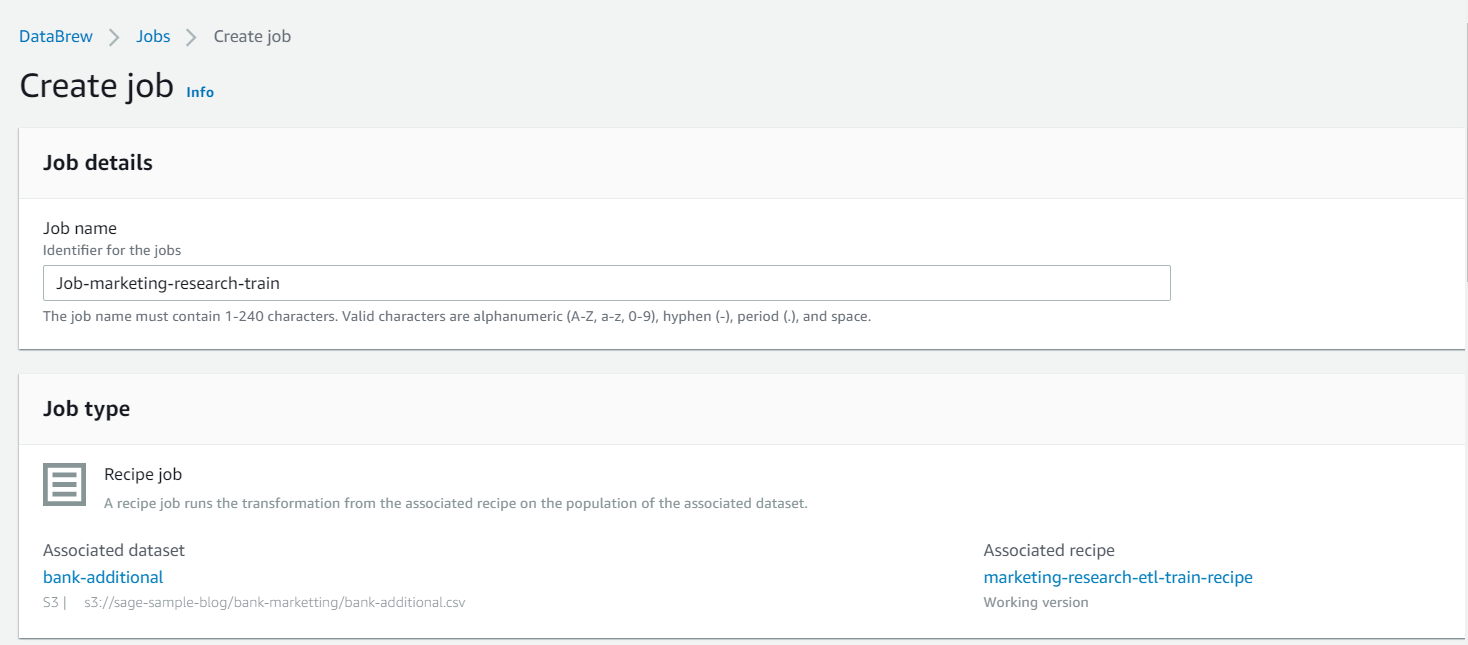 DataBrew > Jobs > Create job
Create job Info
Job details
Job name
Identifier for the jobs
Job-marketing-research-train
The job name must contain 1-240 characters. Valid characters are alphanumeric (A-Z, a-z, 0-9), hyphen (-), period (.), and space.
Job type
Recipe job
A recipe job runs the transformation from the associated recipe on the population of the associated dataset.
Associated dataset
bank-additional
S3 | s3://sage-sample-blog/bank-marketting/bank-additional.csv
Associated recipe
marketing-research-etl-train-recipe
Working version